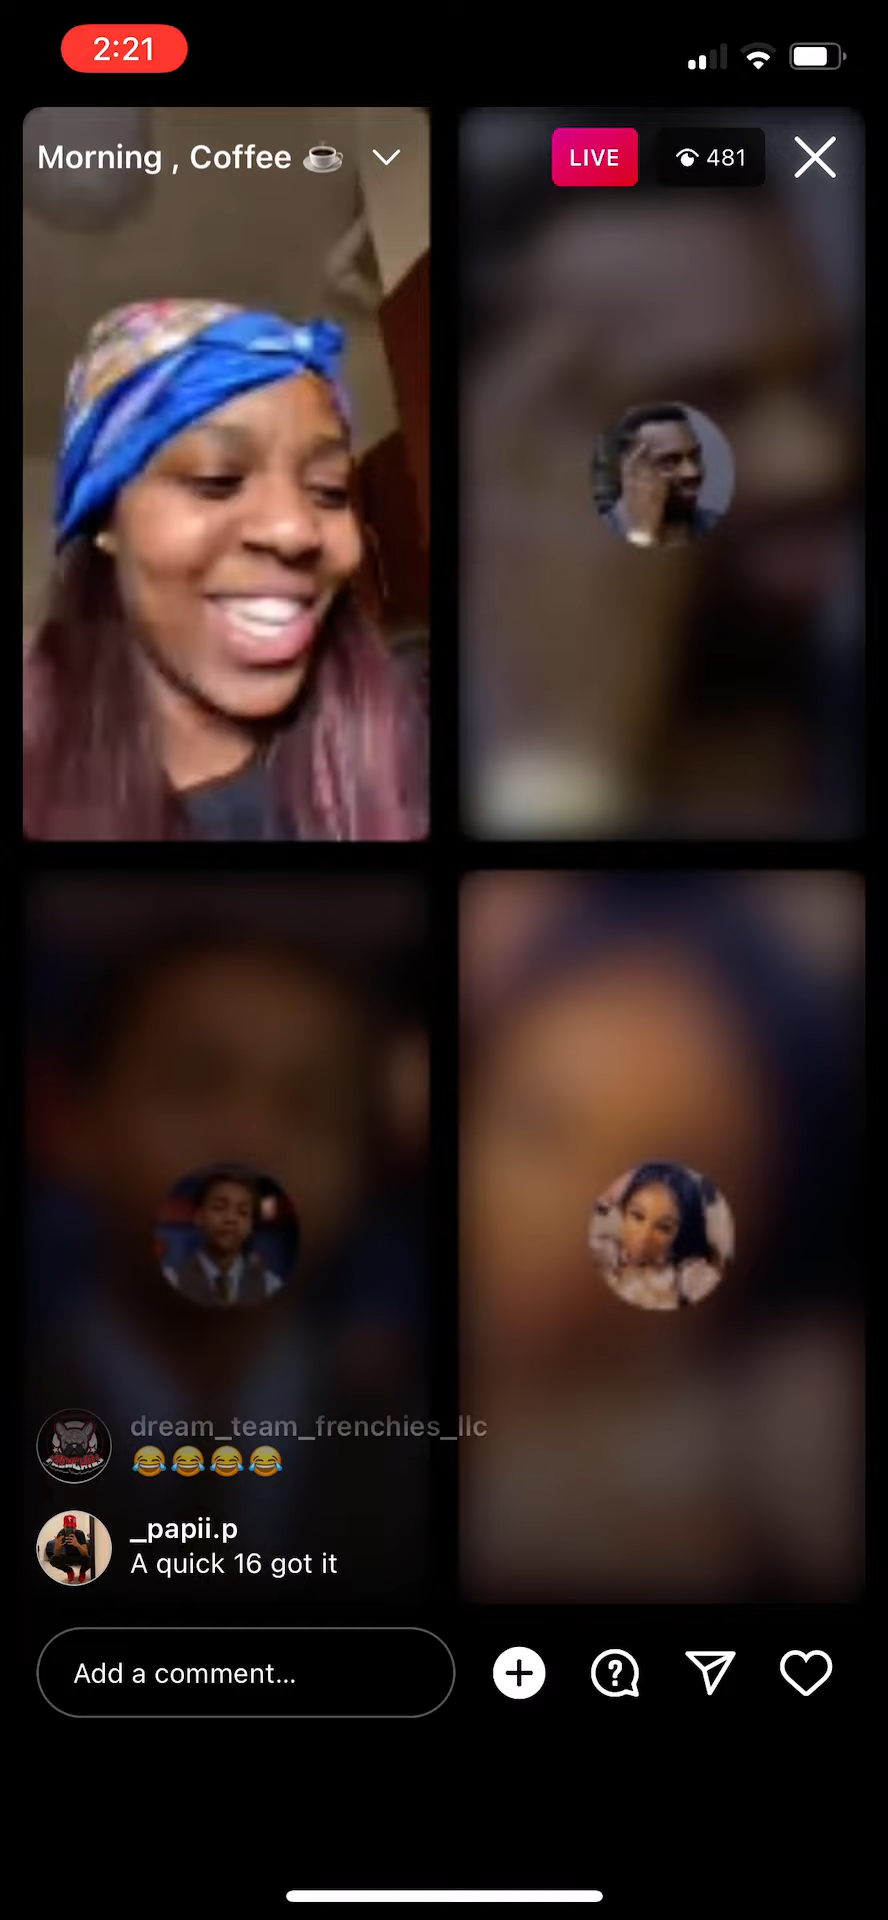 2:21
Morning , Coffee ☕
LIVE
481
dream_team_frenchies_llc
😂😂😂😂
_papii.p
A quick 16 got it
Add a comment...